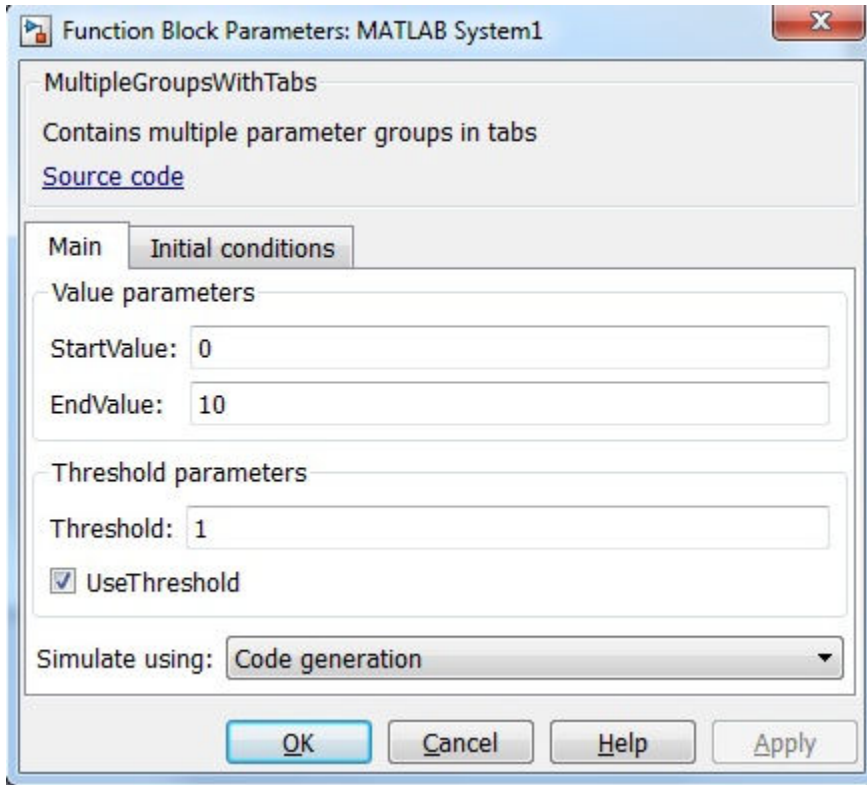 Function Block Parameters: MATLAB System1
MultipleGroupsWithTabs
Contains multiple parameter groups in tabs
Source code
Main Initial conditions
Value parameters
StartValue: 0
EndValue: 10
Threshold parameters
Threshold: 1
UseThreshold
Simulate using: Code generation
OK Cancel Help Apply